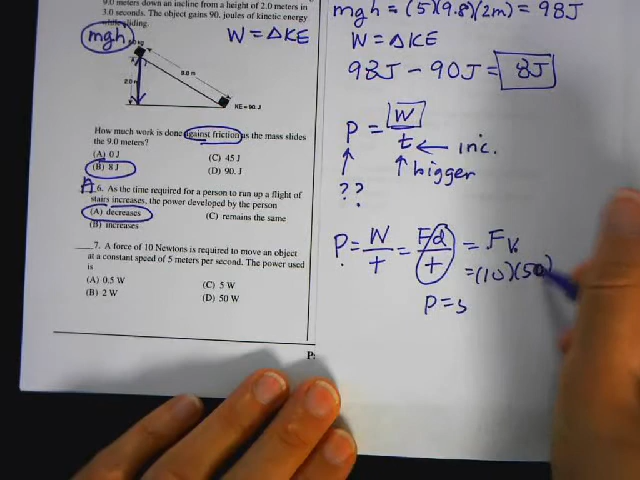 9.0 meters down an incline from a height of 2.0 meters in
3.0 seconds. The object gains 90. joules of kinetic energy
while sliding.
mgh
W = ΔKE
9.0 m
2.0 m
KE = 90. J
How much work is done against friction as the mass slides
the 9.0 meters?
(A) 0 J
(C) 45 J
(B) 8 J
(D) 90. J
A 6. As the time required for a person to run up a flight of
stairs increases, the power developed by the person
(A) decreases
(C) remains the same
(B) increases
___7. A force of 10 Newtons is required to move an object
at a constant speed of 5 meters per second. The power used
is
(A) 0.5 W
(C) 5 W
(B) 2 W
(D) 50 W
mgh = (5)(9.8)(2m) = 98J
W = ΔKE
98J - 90J = 8J
P = W/t ← inc.
↑ ↑ bigger
??
P = W/t = Fd/t = Fv
= (10)(50)
P = 5